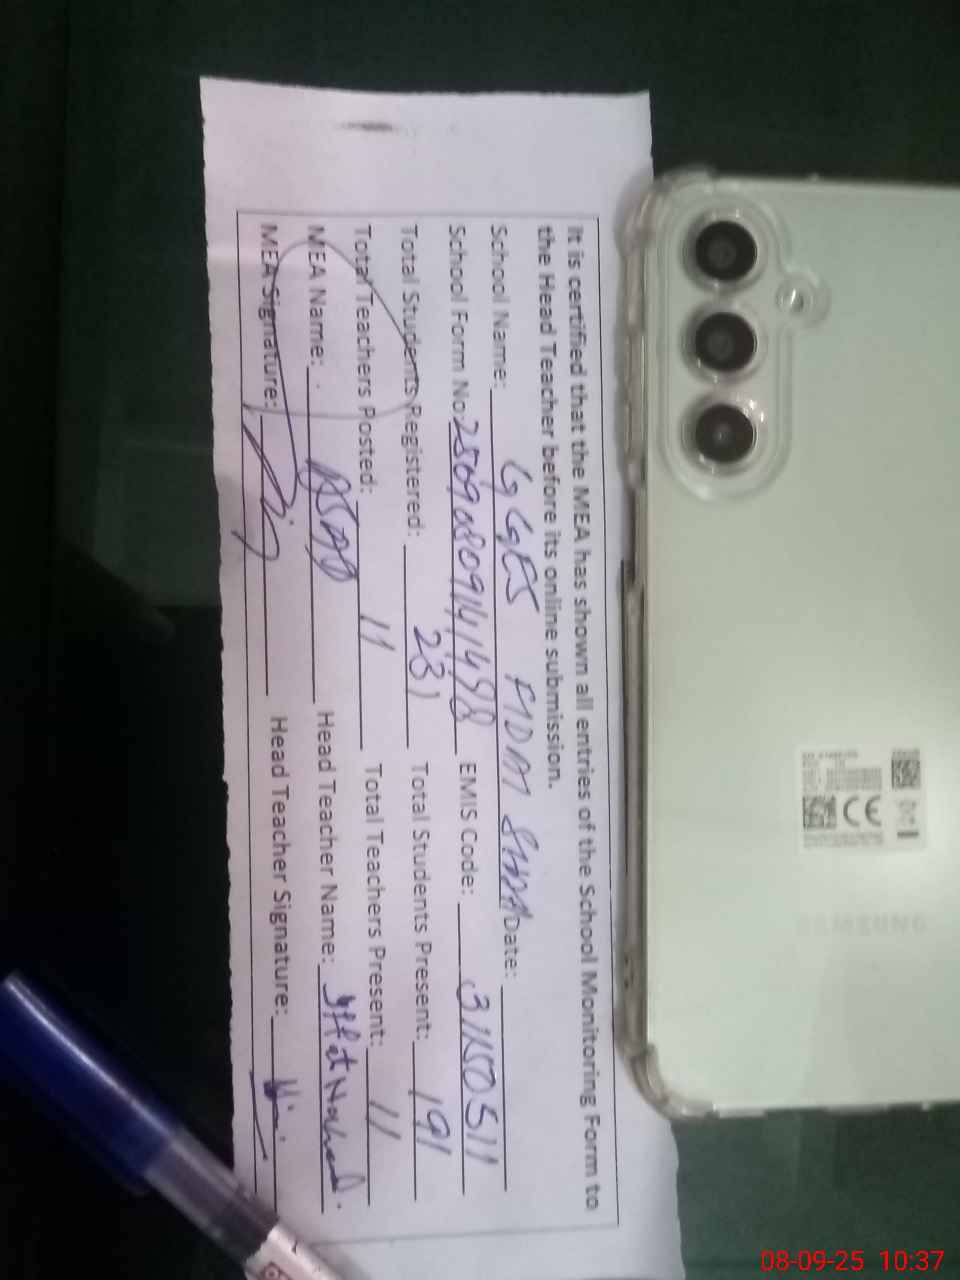 It is certified that the MEA has shown all entries of the School Monitoring Form to
the Head Teacher before its online submission.
School Name: GGES Date:
School Form No: EMIS Code:
Total Students Registered: 231 Total Students Present: 191
Total Teachers Posted: 11 Total Teachers Present: 11
MEA Name: ASAD Head Teacher Name:
MEA Signature: Head Teacher Signature:
CE
SAMSUNG
08-09-25 10:37